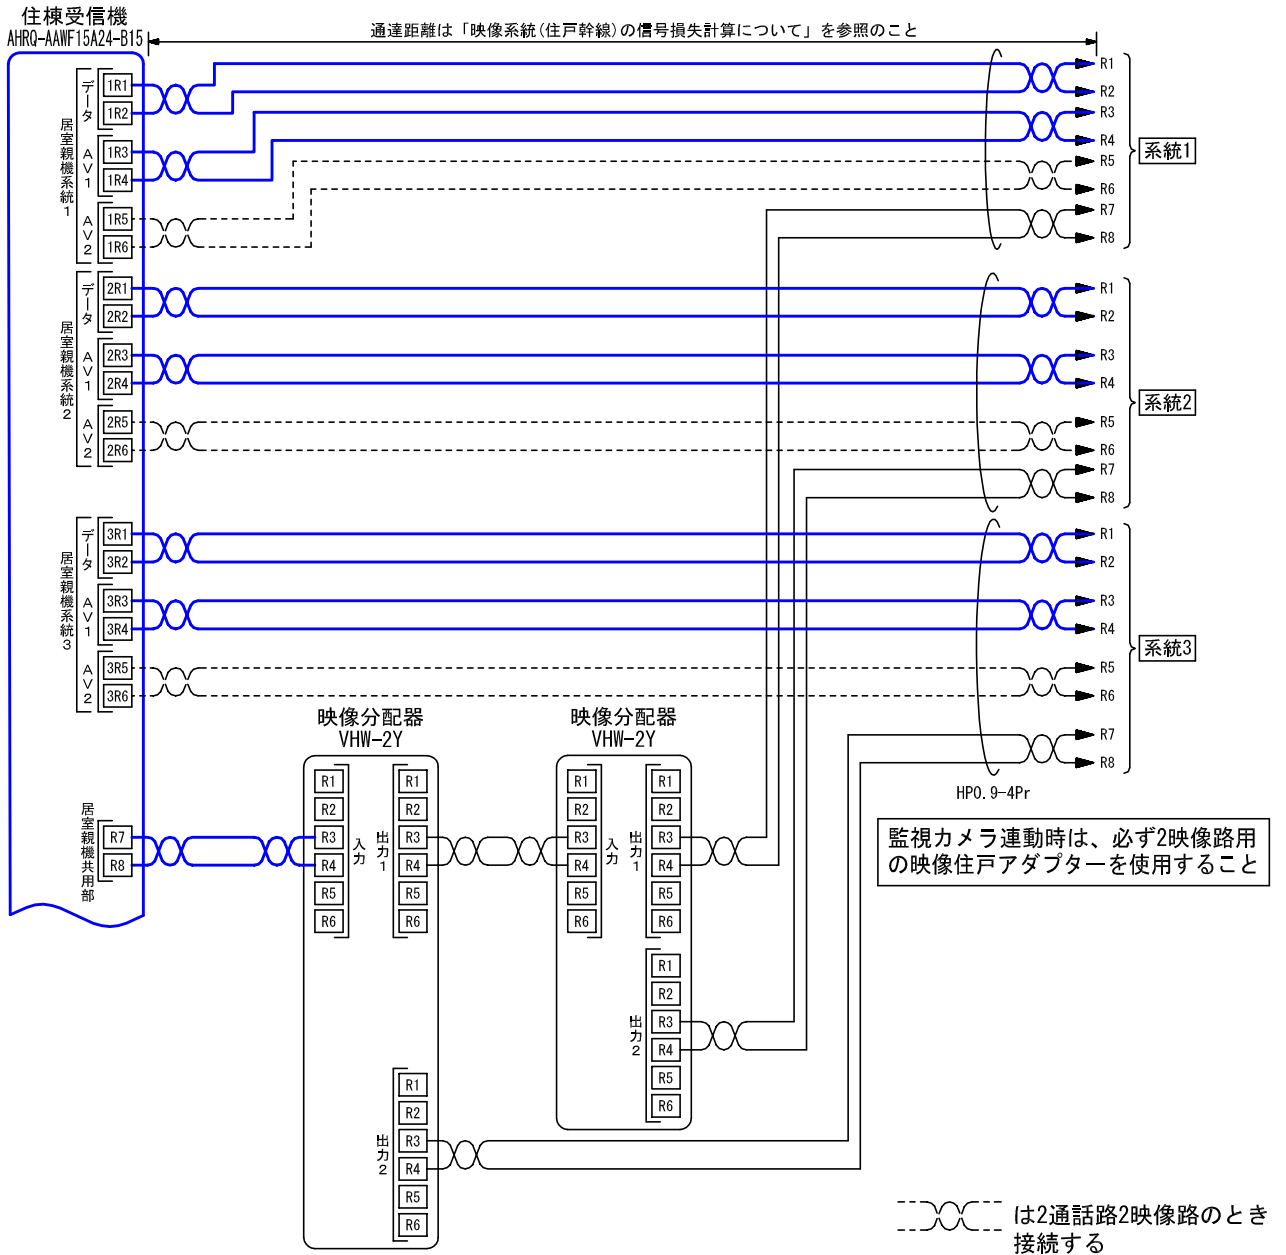 住棟受信機
AHRQ-AAWF15A24-B15
通達距離は「映像系統(住戸幹線)の信号損失計算について」を参照のこと
居室親機系統1
データ
1R1
1R2
AV1
1R3
1R4
AV2
1R5
1R6
R1
R2
R3
R4
R5
R6
R7
R8
系統1
居室親機系統2
データ
2R1
2R2
AV1
2R3
2R4
AV2
2R5
2R6
R1
R2
R3
R4
R5
R6
R7
R8
系統2
居室親機系統3
データ
3R1
3R2
AV1
3R3
3R4
AV2
3R5
3R6
R1
R2
R3
R4
R5
R6
R7
R8
系統3
HP0.9-4Pr
居室親機共用部
R7
R8
映像分配器
VHW-2Y
R1
R2
R3
R4
R5
R6
入力
出力1
R1
R2
R3
R4
R5
R6
出力2
R1
R2
R3
R4
R5
R6
映像分配器
VHW-2Y
R1
R2
R3
R4
R5
R6
入力
出力1
R1
R2
R3
R4
R5
R6
出力2
R1
R2
R3
R4
R5
R6
監視カメラ連動時は、必ず2映像路用
の映像住戸アダプターを使用すること
は2通話路2映像路のとき
接続する